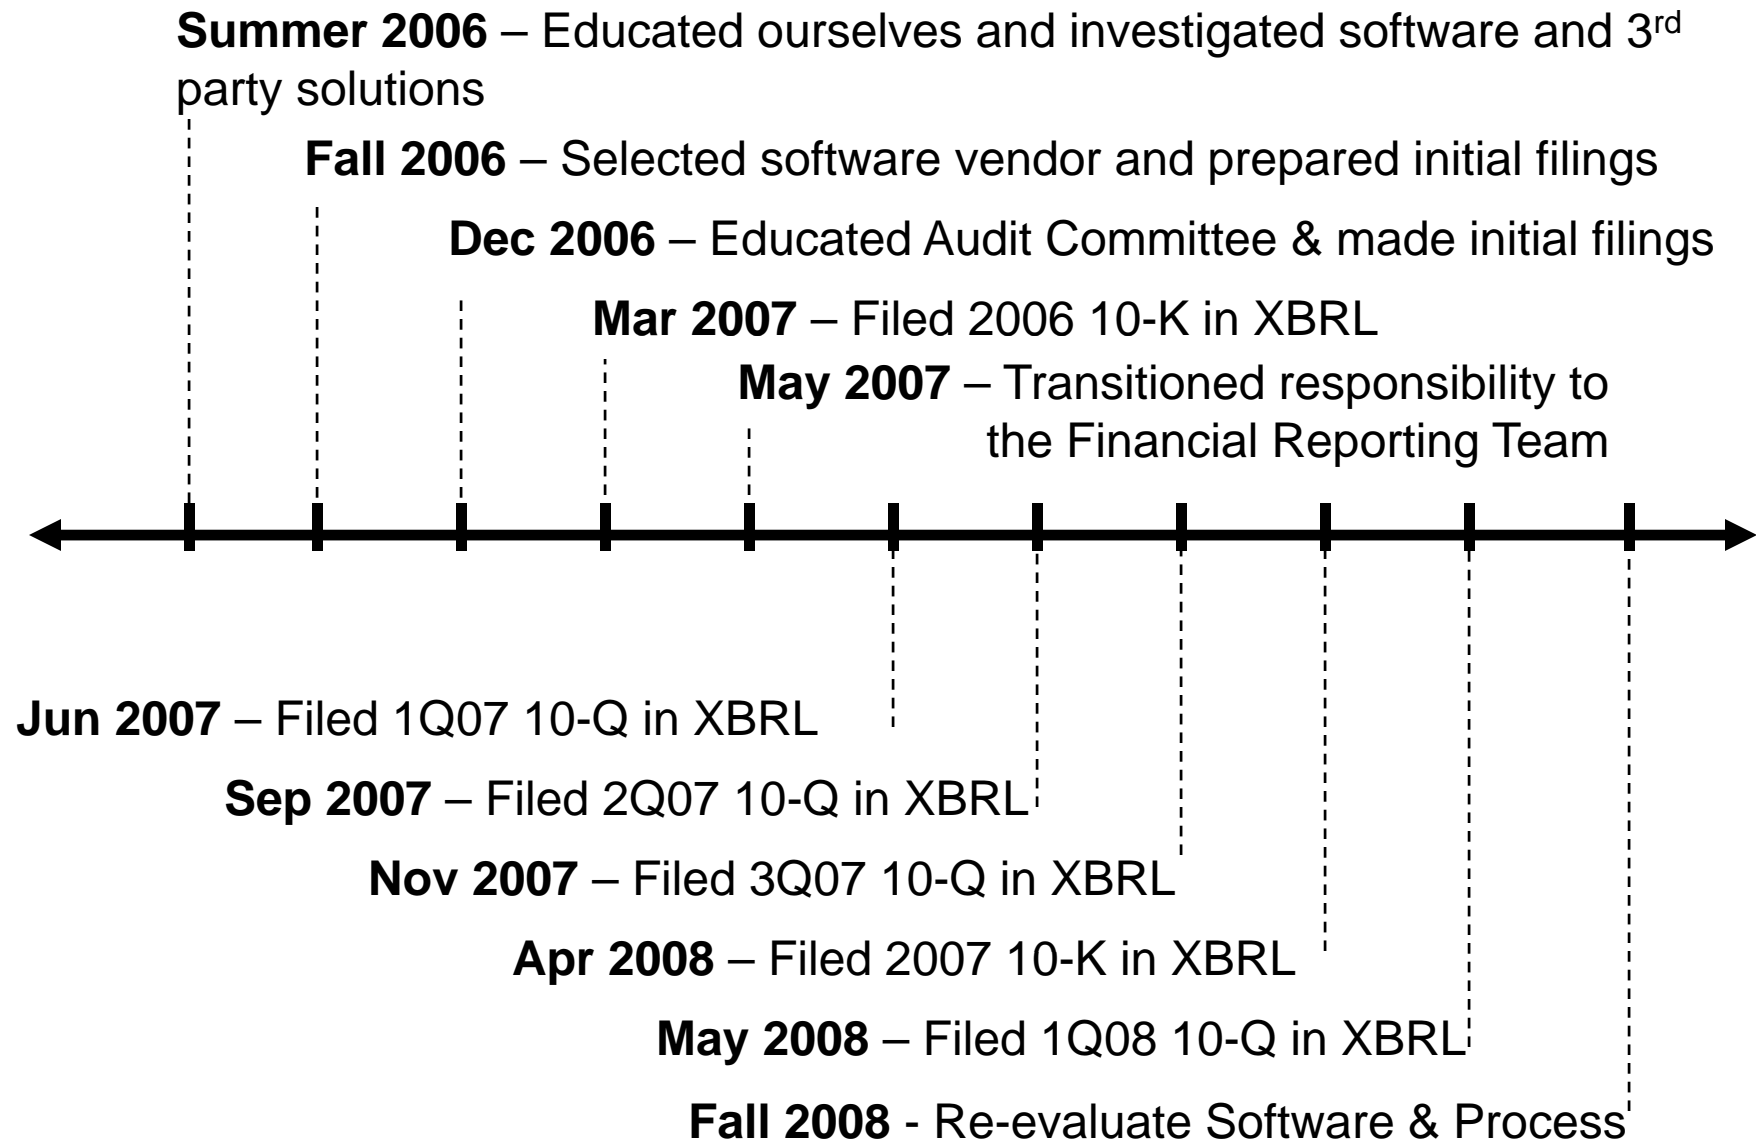 Summer 2006 – Educated ourselves and investigated software and 3rd
party solutions
Fall 2006 – Selected software vendor and prepared initial filings
Dec 2006 – Educated Audit Committee & made initial filings
Mar 2007 – Filed 2006 10-K in XBRL
May 2007 – Transitioned responsibility to
the Financial Reporting Team
Jun 2007 – Filed 1Q07 10-Q in XBRL
Sep 2007 – Filed 2Q07 10-Q in XBRL
Nov 2007 – Filed 3Q07 10-Q in XBRL
Apr 2008 – Filed 2007 10-K in XBRL
May 2008 – Filed 1Q08 10-Q in XBRL
Fall 2008 - Re-evaluate Software & Process